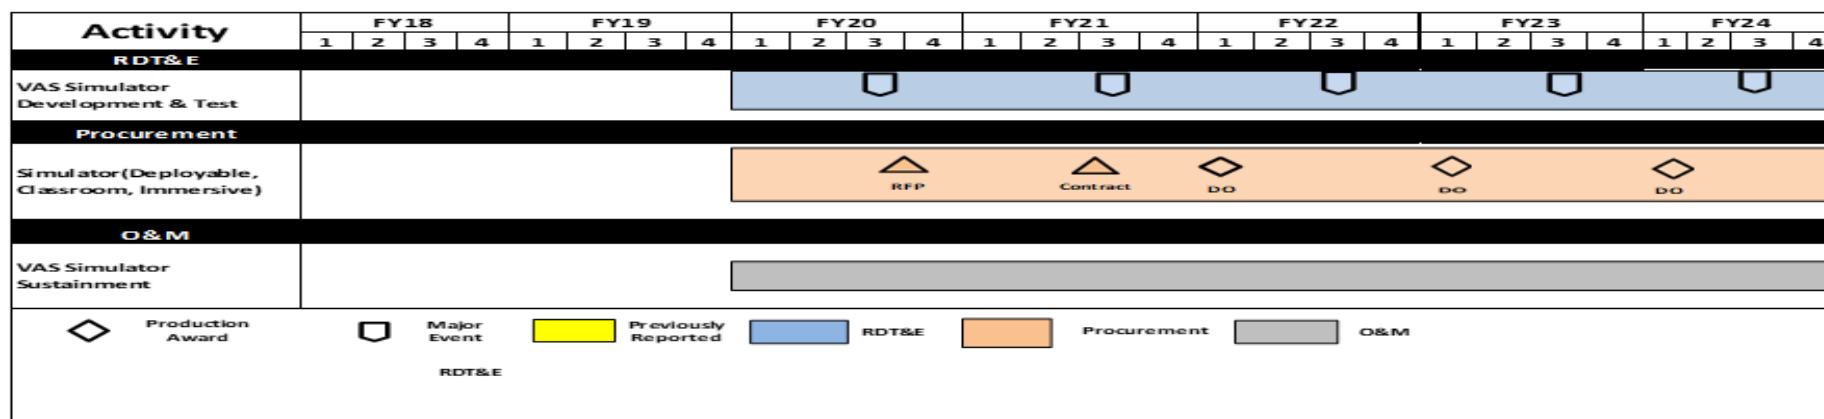 Activity FY18 FY19 FY20 FY21 FY22 FY23 FY24
1 2 3 4 1 2 3 4 1 2 3 4 1 2 3 4 1 2 3 4 1 2 3 4 1 2 3 4
RDT&E
VAS Simulator
Development & Test
Procurement
Simulator(Deployable,
Classroom, Immersive)
RFP Contract DO DO DO
O&M
VAS Simulator
Sustainment
Production
Award
Major
Event
Previously
Reported
RDT&E
Procurement
O&M
RDT&E